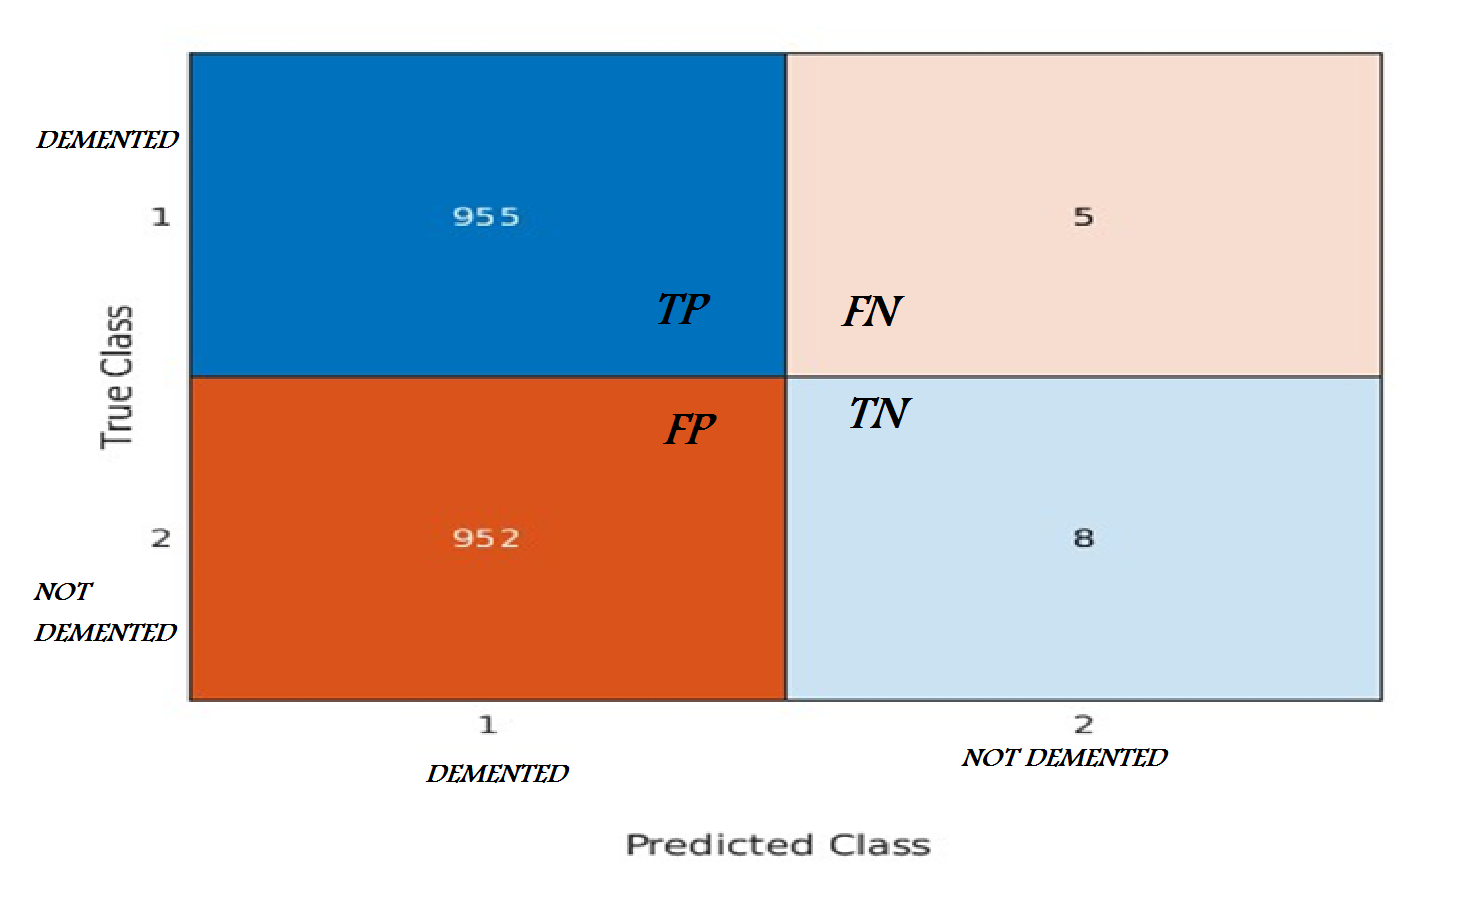 DEMENTED
1
955
5
TP
FN
True Class
FP
TN
2
952
8
NOT
DEMENTED
1
2
DEMENTED
NOT DEMENTED
Predicted Class